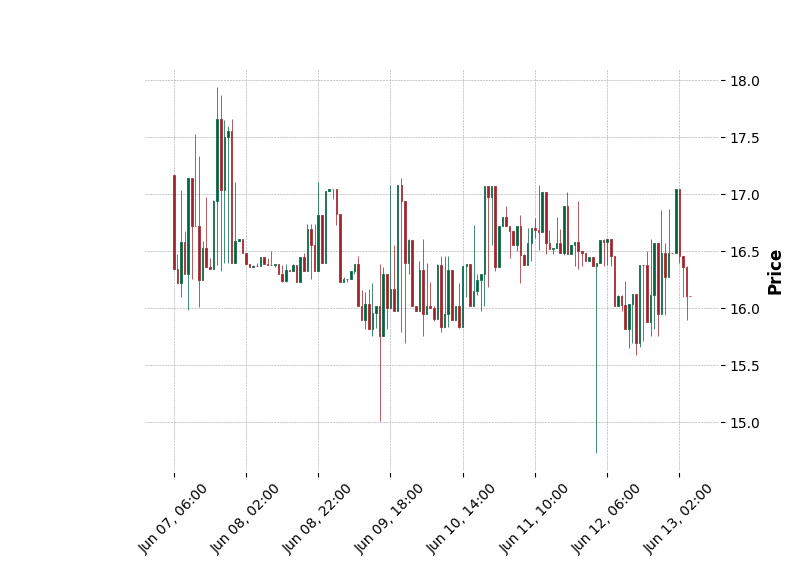 18.0
17.5
17.0
16.5
16.0
15.5
15.0
Price
Jun 07, 06:00
Jun 08, 02:00
Jun 08, 22:00
Jun 09, 18:00
Jun 10, 14:00
Jun 11, 10:00
Jun 12, 06:00
Jun 13, 02:00